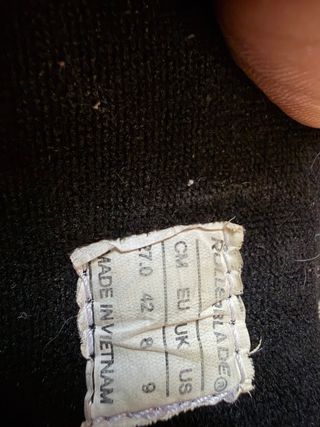 ROLLERBLADE®
CM EU UK US
27.0 42 8 9
MADE IN VIETNAM